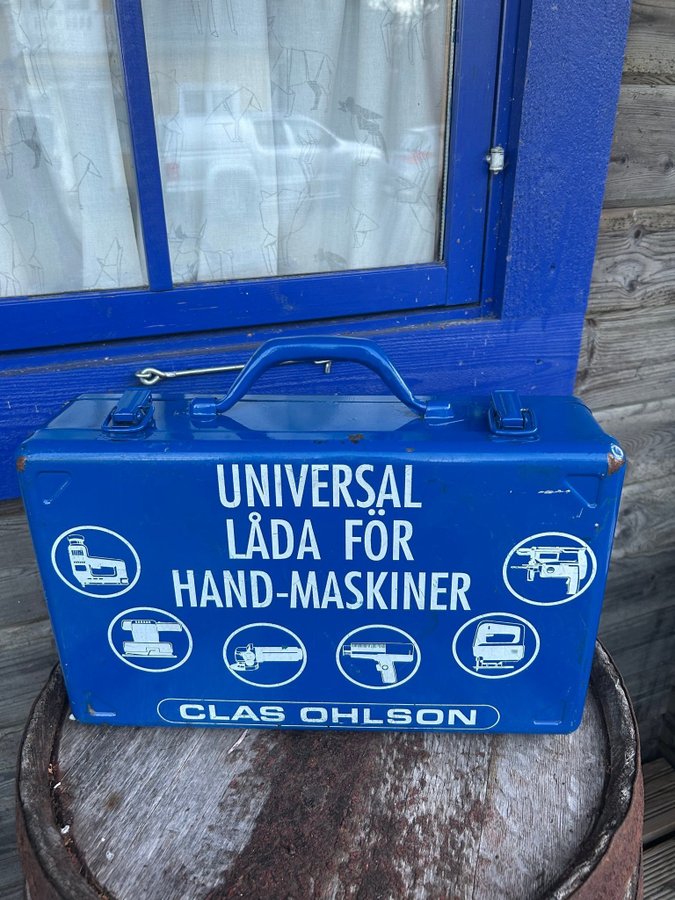 UNIVERSAL
LÅDA FÖR
HAND-MASKINER
CLAS OHLSON